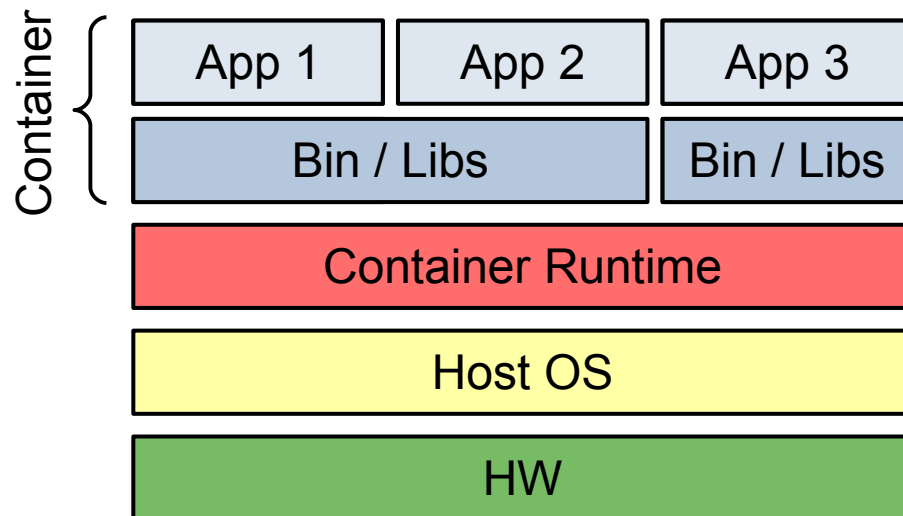 Container
App 1
App 2
App 3
Bin / Libs
Bin / Libs
Container Runtime
Host OS
HW